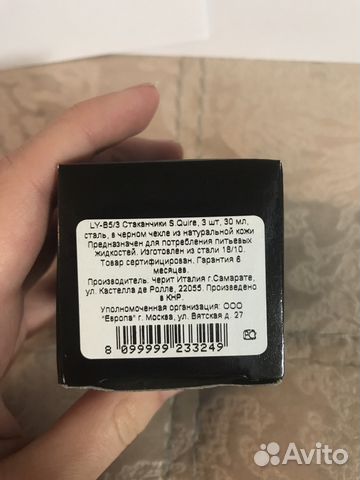 LY-B5/3 Стаканчики S.Quire, 3 шт, 30 мл,
сталь, в черном чехле из натуральной кожи
Предназначен для потребления питьевых
жидкостей. Изготовлен из стали 18/10.
Товар сертифицирован. Гарантия 6
месяцев.
Производитель: Черит Италия г.Самарате,
ул. Кастелла де Ролле, 22055. Произведено
в КНР.
Уполномоченная организация: ООО
"Европа" г. Москва, ул. Вятская д. 27
8 099999 233249
Avito